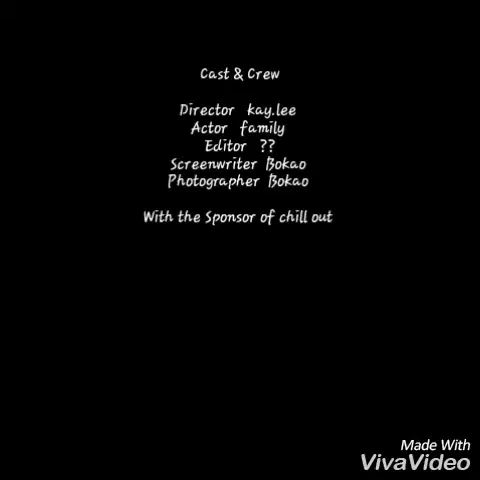 Cast & Crew
Director kay.lee
Actor family
Editor ??
Screenwriter Bokao
Photographer Bokao
With the Sponsor of chill out
Made With
VivaVideo